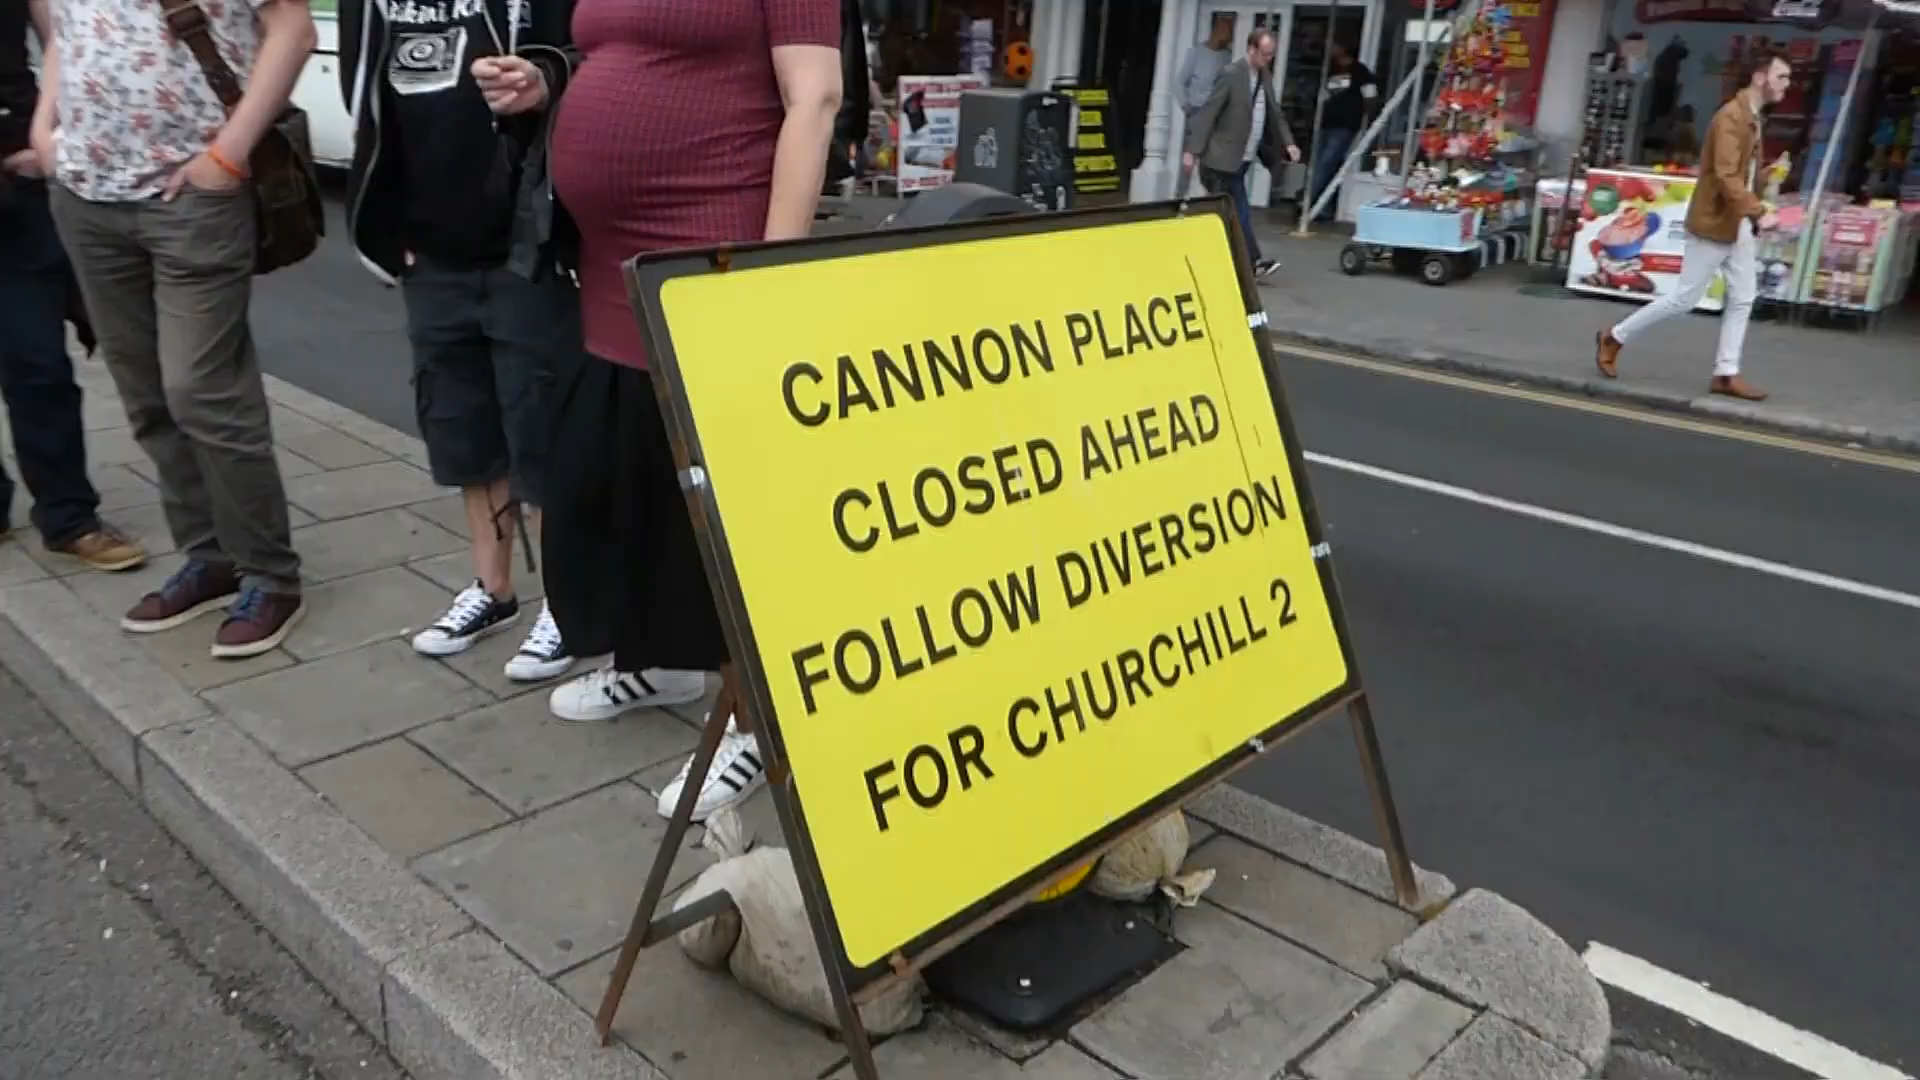 CANNON PLACE
CLOSED AHEAD
FOLLOW DIVERSION
FOR CHURCHILL 2